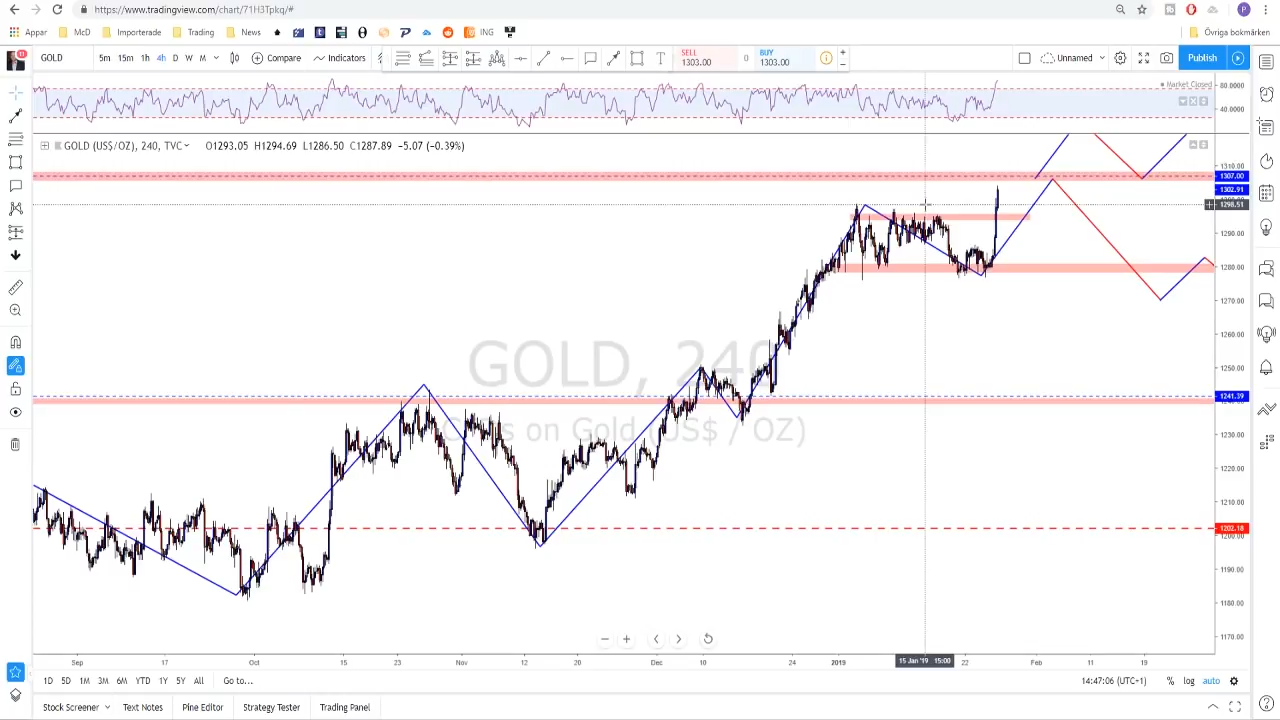 https://www.tradingview.com/chart/71H3Tpkq/#
P
Appar McD Importerade Trading News ING Övriga bokmärken
11
GOLD 5m 15m 1h 4h D W M Compare Indicators SELL 1303.00 0 BUY 1303.00 Unnamed Publish
Market Closed
80.0000
40.0000
GOLD (US$/OZ), 240, TVC O1293.05 H1294.69 L1286.50 C1287.89 −5.07 (−0.39%)
1310.00
1307.00
1302.91
1298.51
1290.00
1280.00
1270.00
1260.00
1250.00
1241.39
1230.00
1220.00
1210.00
1202.18
1200.00
1190.00
1180.00
1170.00
GOLD, 240
on Gold (US$ / OZ)
Sep 17 Oct 15 23 Nov 12 20 Dec 10 24 2019 15 Jan '19 15:00 22 Feb 11 19
1D 5D 1M 3M 6M YTD 1Y 5Y All Go to... 14:47:06 (UTC+1) % log auto
Stock Screener Text Notes Pine Editor Strategy Tester Trading Panel